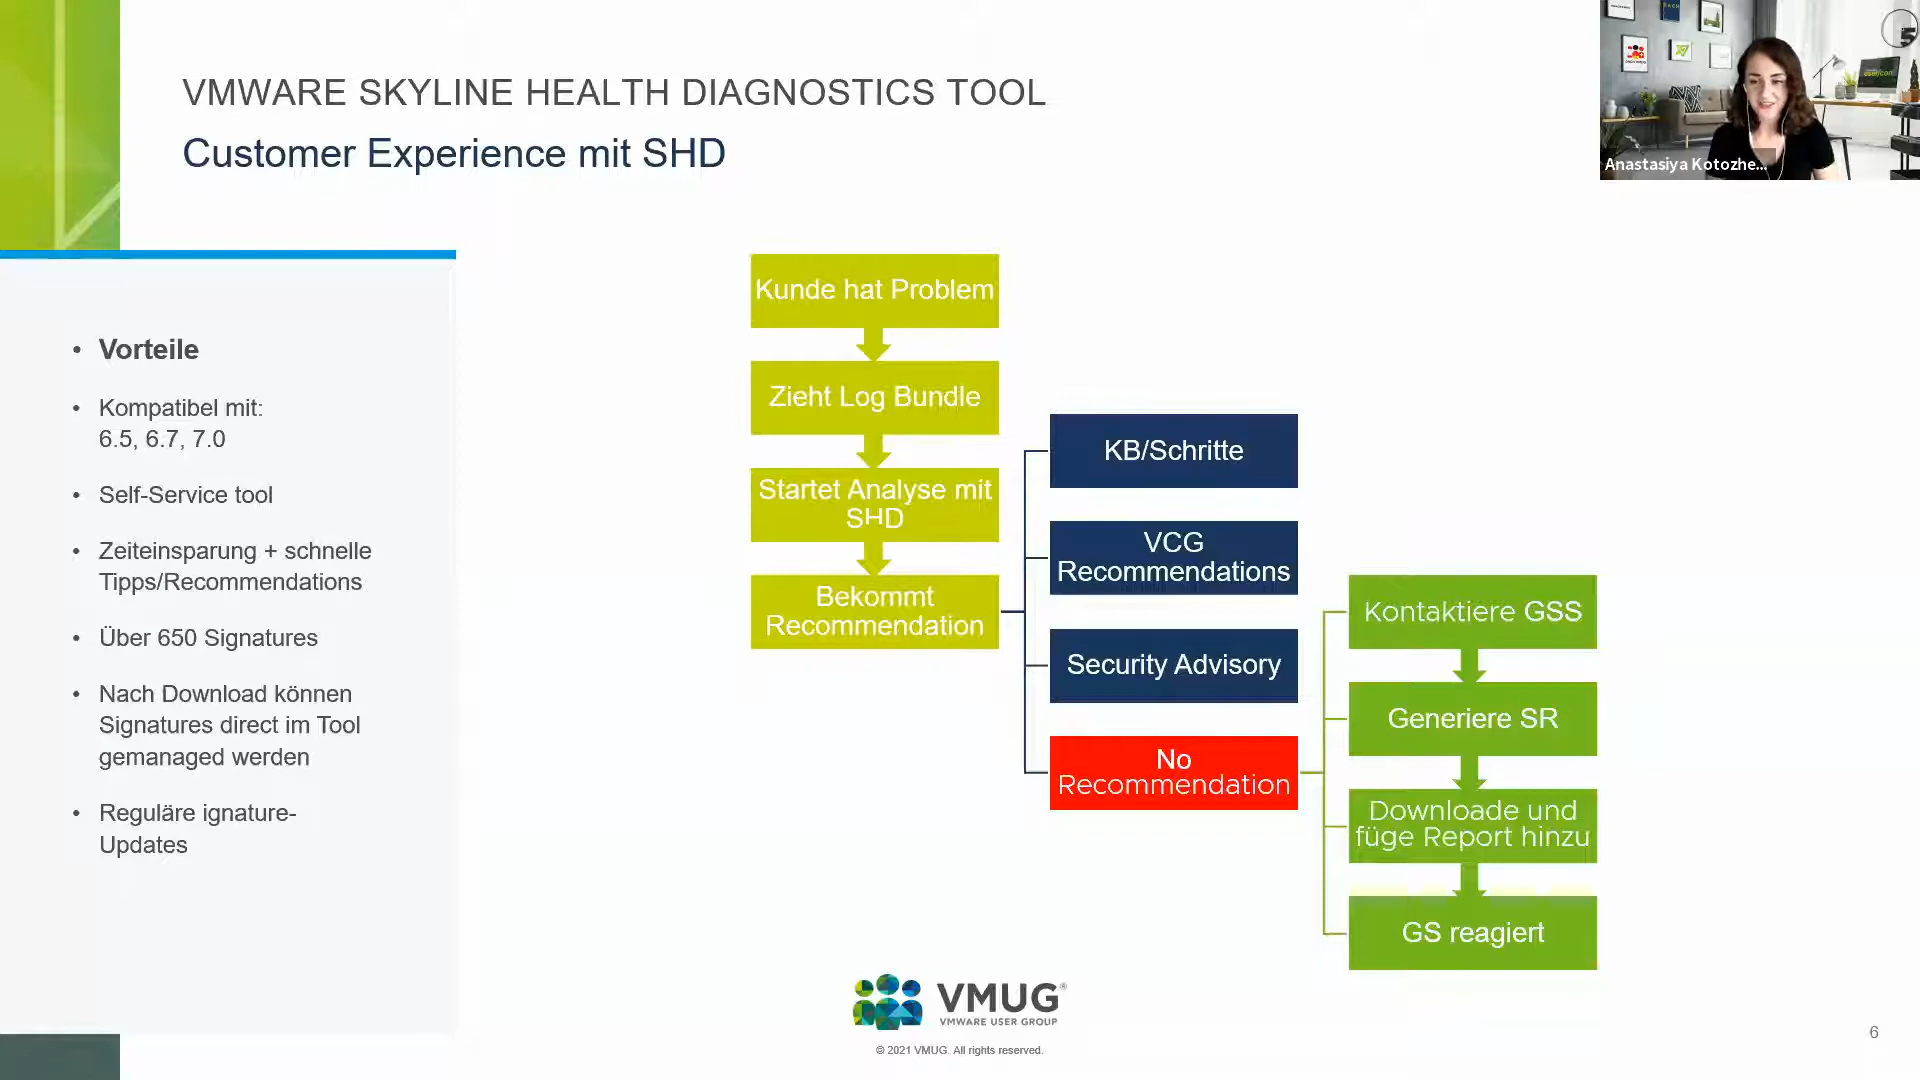 VMWARE SKYLINE HEALTH DIAGNOSTICS TOOL
Customer Experience mit SHD
Anastasiya Kotozhe...
• Vorteile
• Kompatibel mit:
6.5, 6.7, 7.0
• Self-Service tool
• Zeiteinsparung + schnelle
Tipps/Recommendations
• Über 650 Signatures
• Nach Download können
Signatures direct im Tool
gemanaged werden
• Reguläre ignature-
Updates
Kunde hat Problem
Zieht Log Bundle
Startet Analyse mit
SHD
Bekommt
Recommendation
KB/Schritte
VCG
Recommendations
Security Advisory
No
Recommendation
Kontaktiere GSS
Generiere SR
Downloade und
füge Report hinzu
GS reagiert
VMUG®
VMWARE USER GROUP
© 2021 VMUG. All rights reserved.
6